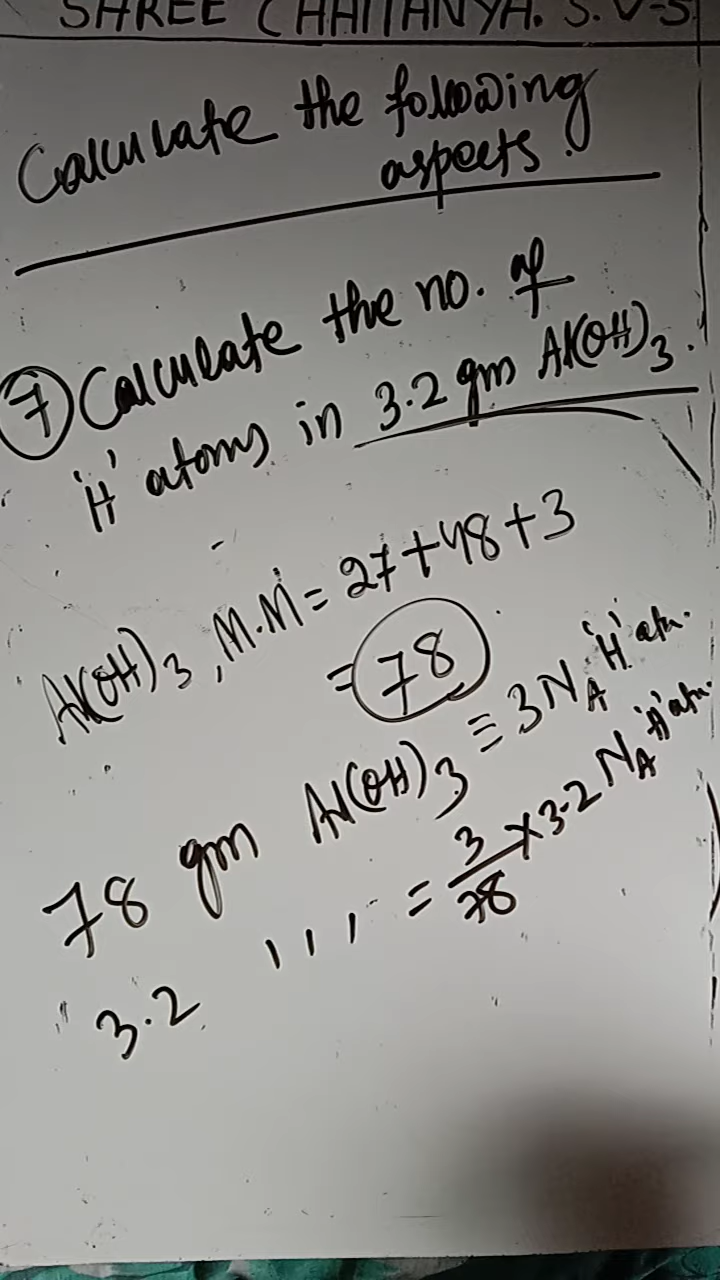 SHREE CHAITANYA. S. V-S
Calculate the following
aspects.
7 Calculate the no. of
'H' atoms in 3.2 gm Al(OH)3.
Al(OH)3, M.M = 27+48+3
= 78
78 gm Al(OH)3 ≡ 3NA 'H' atm.
3.2 ,,, = 3/78 × 3.2 NA 'H' atm.